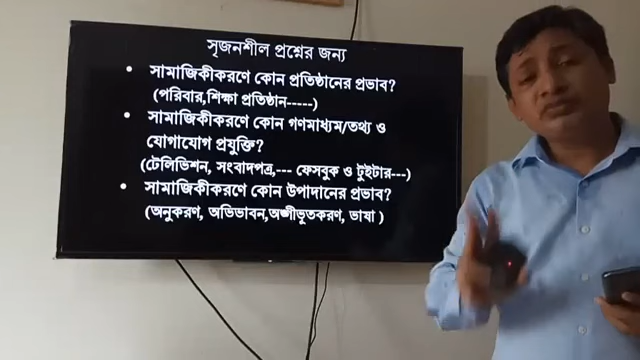 সৃজনশীল প্রশ্নের জন্য
• সামাজিকীকরণে কোন প্রতিষ্ঠানের প্রভাব?
(পরিবার,শিক্ষা প্রতিষ্ঠান-----)
• সামাজিকীকরণে কোন গণমাধ্যম/তথ্য ও
যোগাযোগ প্রযুক্তি?
(টেলিভিশন, সংবাদপত্র,--- ফেসবুক ও টুইটার---)
• সামাজিকীকরণে কোন উপাদানের প্রভাব?
(অনুকরণ, অভিভাবন,অঙ্গীভূতকরণ, ভাষা )